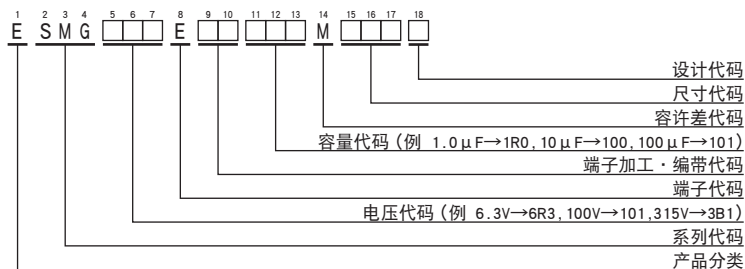 1 2 3 4 5 6 7 8 9 10 11 12 13 14 15 16 17 18
E SMG □□□ E □□ □□□ M □□□ □
设计代码
尺寸代码
容许差代码
容量代码(例 1.0μF→1R0, 10μF→100, 100μF→101)
端子加工・编带代码
端子代码
电压代码(例 6.3V→6R3, 100V→101, 315V→3B1)
系列代码
产品分类